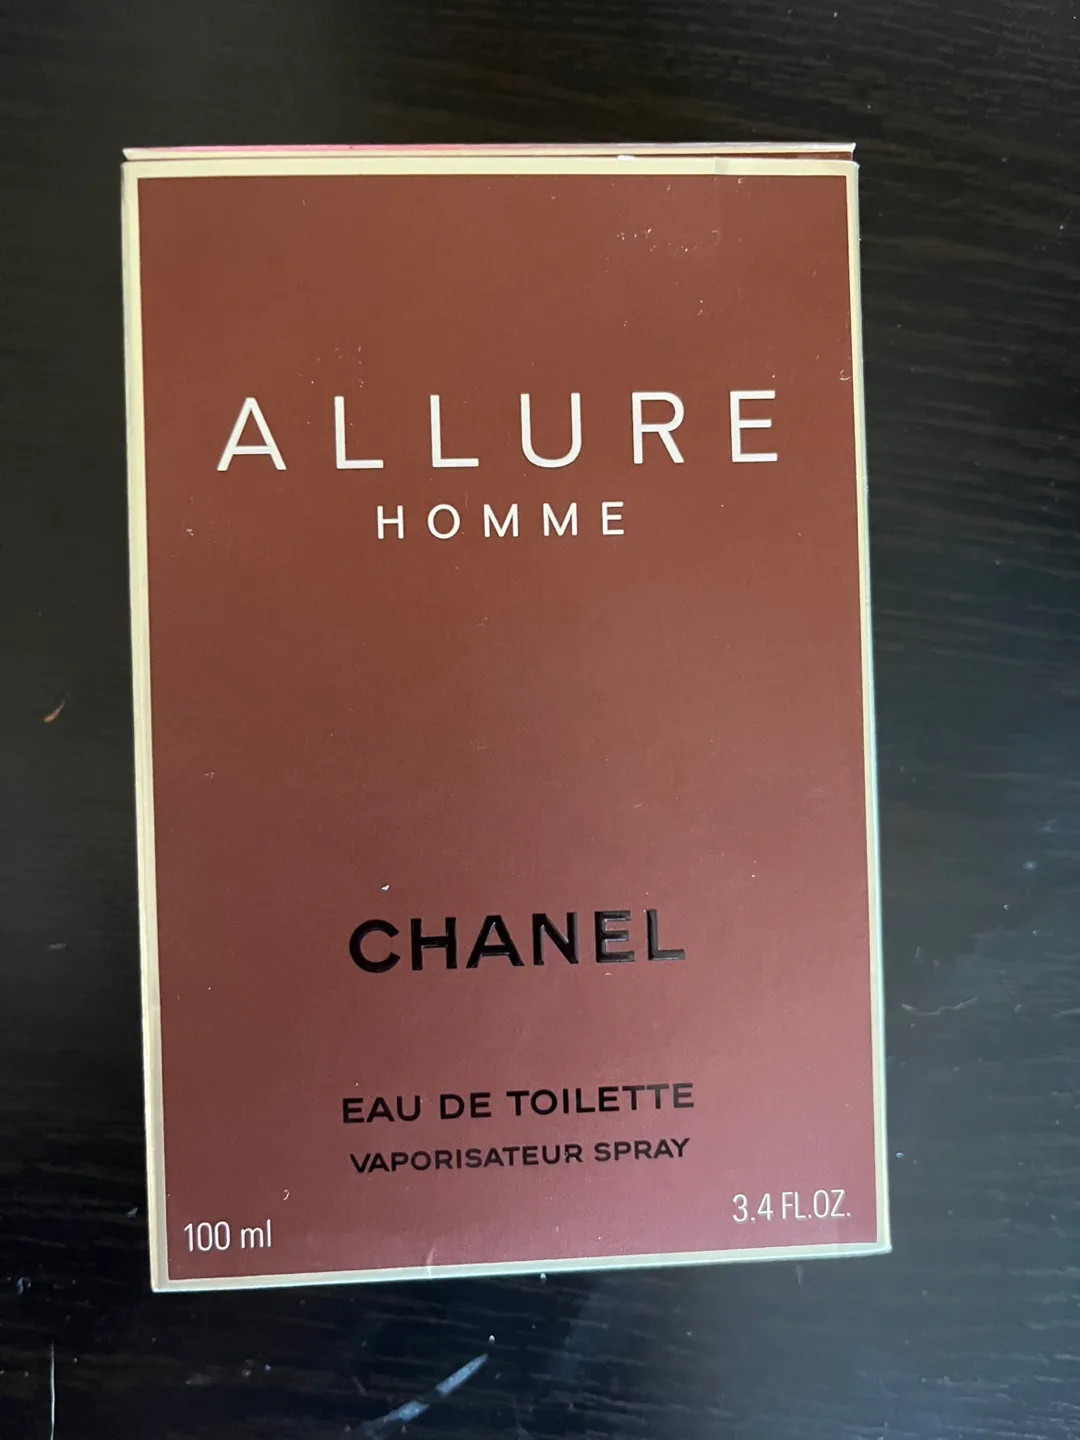 ALLURE
HOMME
CHANEL
EAU DE TOILETTE
VAPORISATEUR SPRAY
100 ml
3.4 FL.OZ.